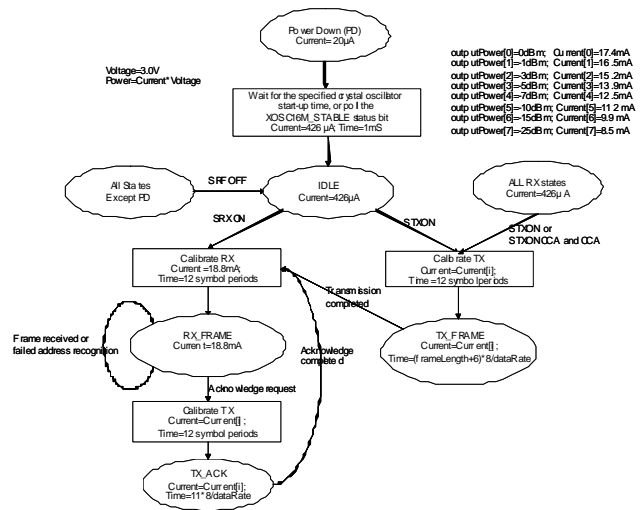 Power Down (PD)
Current= 20µA
Voltage=3.0V
Power=Current* Voltage
outputPower[0]=0dBm; Current[0]=17.4mA
outputPower[1]=-1dBm; Current[1]=16.5mA
outputPower[2]=-3dBm; Current[2]=15.2mA
outputPower[3]=-5dBm; Current[3]=13.9mA
outputPower[4]=-7dBm; Current[4]=12.5mA
outputPower[5]=-10dBm; Current[5]=11.2 mA
outputPower[6]=-15dBm; Current[6]=9.9 mA
outputPower[7]=-25dBm; Current[7]=8.5 mA
Wait for the specified crystal oscillator
start-up time, or poll the
XOSC16M_STABLE status bit
Current=426 µA; Time=1mS
All States
Except PD
SRFOFF
IDLE
Current=426µA
ALL RX states
Current=426µA
SRXON
STXON
STXON or
STXONCCA and CCA
Calibrate RX
Current =18.8mA;
Time=12 symbol periods
Calibrate TX
Current=Current[i];
Time=12 symbol periods
Transmission
completed
Frame received or
failed address recognition
RX_FRAME
Current=18.8mA
Acknowledge
completed
TX_FRAME
Current=Current[i];
Time=(frameLength+6)*8/dataRate
Acknowledge request
Calibrate TX
Current=Current[i];
Time=12 symbol periods
TX_ACK
Current=Current[i];
Time=11*8/dataRate